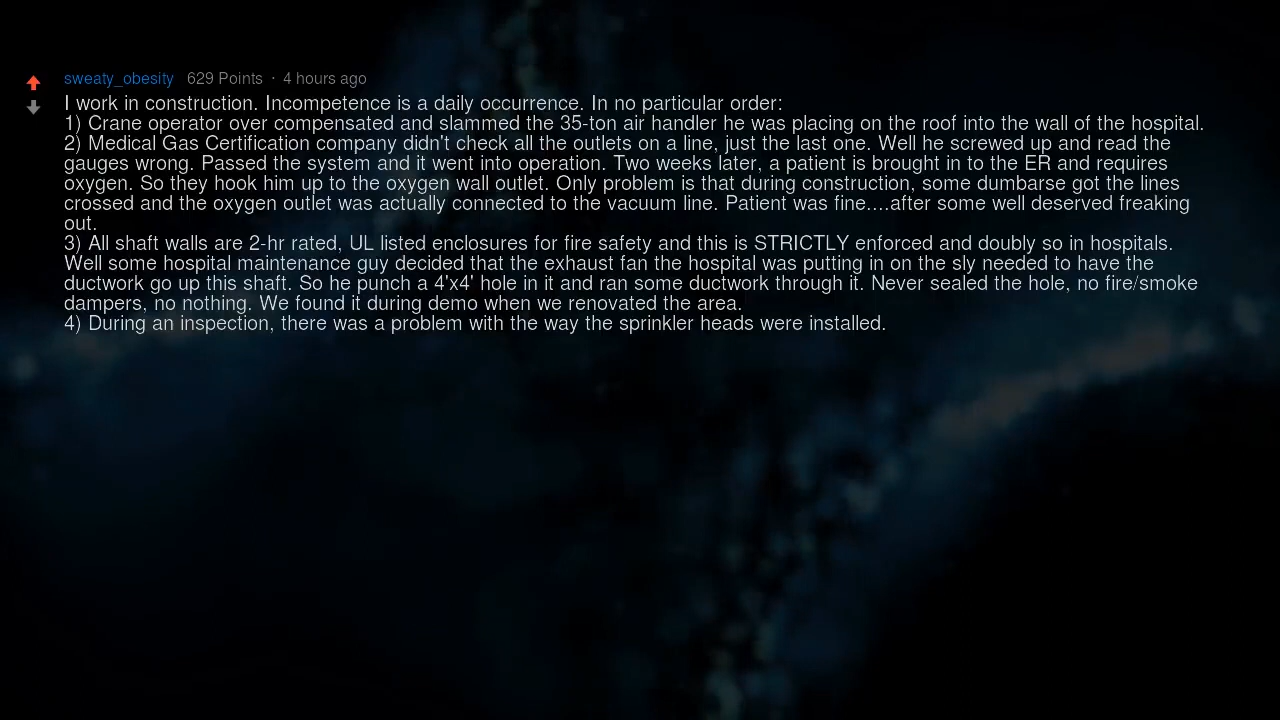 sweaty_obesity 629 Points · 4 hours ago
I work in construction. Incompetence is a daily occurrence. In no particular order:
1) Crane operator over compensated and slammed the 35-ton air handler he was placing on the roof into the wall of the hospital.
2) Medical Gas Certification company didn't check all the outlets on a line, just the last one. Well he screwed up and read the
gauges wrong. Passed the system and it went into operation. Two weeks later, a patient is brought in to the ER and requires
oxygen. So they hook him up to the oxygen wall outlet. Only problem is that during construction, some dumbarse got the lines
crossed and the oxygen outlet was actually connected to the vacuum line. Patient was fine....after some well deserved freaking
out.
3) All shaft walls are 2-hr rated, UL listed enclosures for fire safety and this is STRICTLY enforced and doubly so in hospitals.
Well some hospital maintenance guy decided that the exhaust fan the hospital was putting in on the sly needed to have the
ductwork go up this shaft. So he punch a 4'x4' hole in it and ran some ductwork through it. Never sealed the hole, no fire/smoke
dampers, no nothing. We found it during demo when we renovated the area.
4) During an inspection, there was a problem with the way the sprinkler heads were installed.